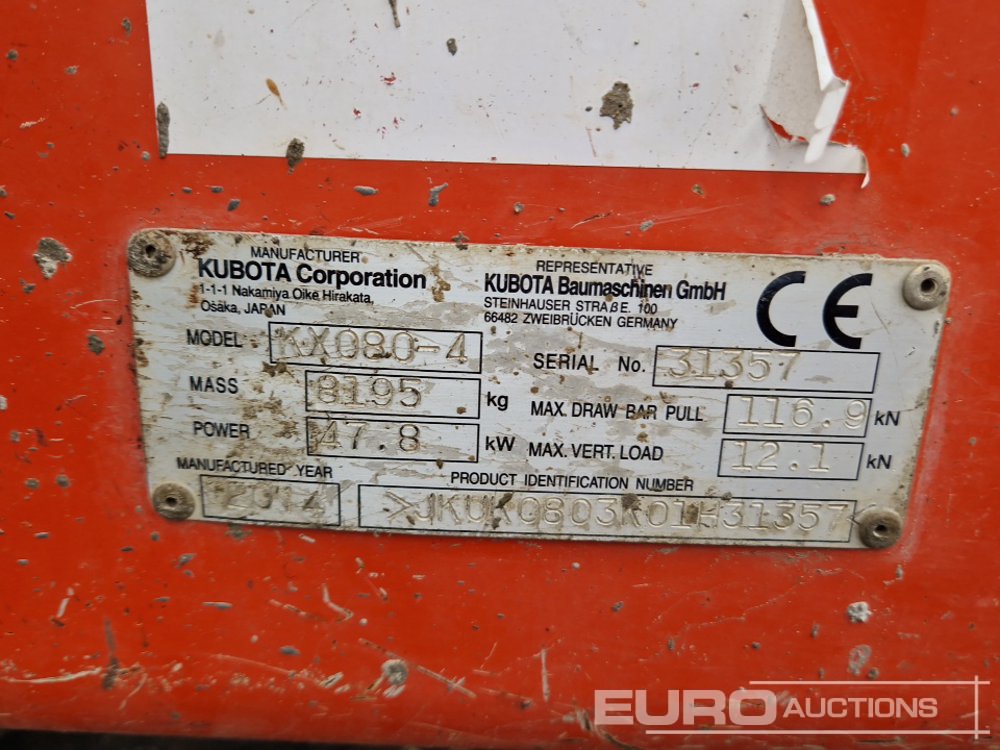 MANUFACTURER
KUBOTA Corporation
1-1-1 Nakamiya Oike Hirakata,
Osaka, JAPAN
REPRESENTATIVE
KUBOTA Baumaschinen GmbH
STEINHAUSER STRAßE. 100
66482 ZWEIBRÜCKEN GERMANY
CE
MODEL KX080-4
SERIAL No. 31357
MASS 8195 kg
MAX. DRAW BAR PULL 116.9 kN
POWER 47.8 kW
MAX. VERT. LOAD 12.1 kN
MANUFACTURED YEAR
2014
PRODUCT IDENTIFICATION NUMBER
>JKUK0803K01H31357
EURO AUCTIONS